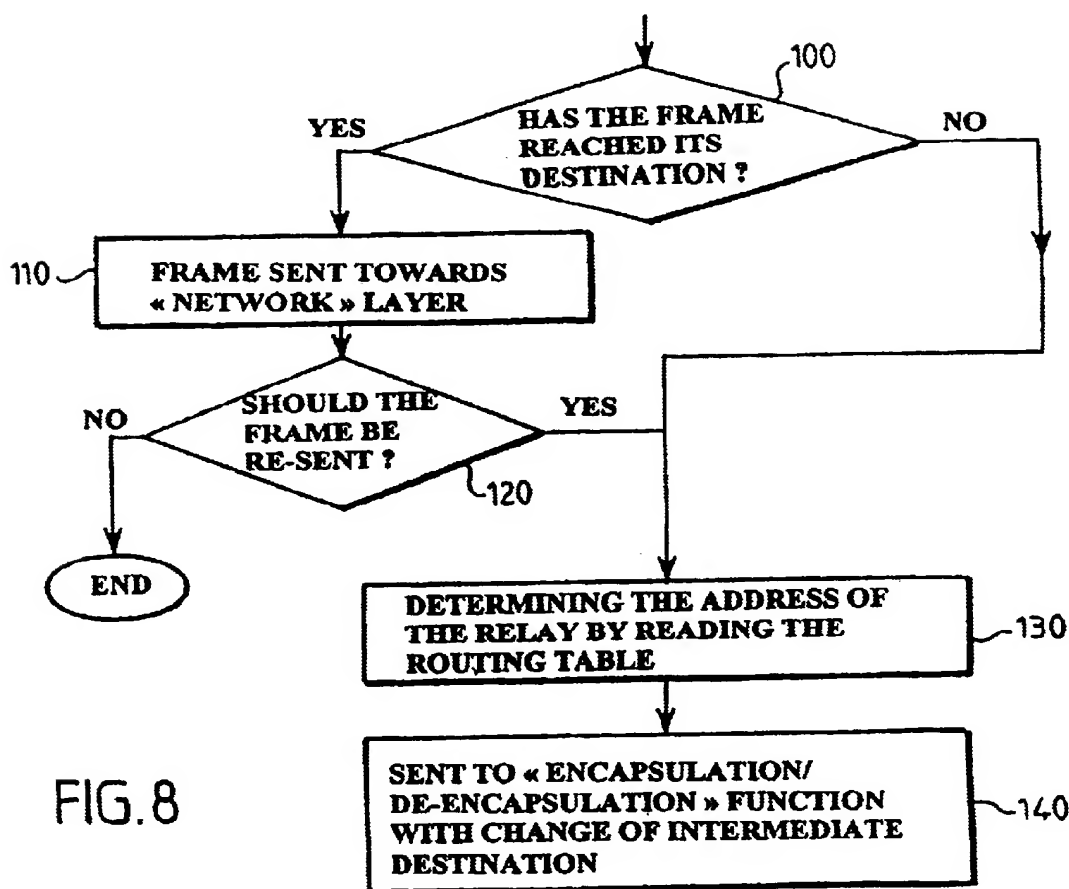 100
HAS THE FRAME
REACHED ITS
DESTINATION ?
YES
NO
110
FRAME SENT TOWARDS
« NETWORK » LAYER
SHOULD THE
FRAME BE
RE-SENT ?
NO
YES
120
END
DETERMINING THE ADDRESS OF
THE RELAY BY READING THE
ROUTING TABLE
130
SENT TO « ENCAPSULATION/
DE-ENCAPSULATION » FUNCTION
WITH CHANGE OF INTERMEDIATE
DESTINATION
140
FIG.8